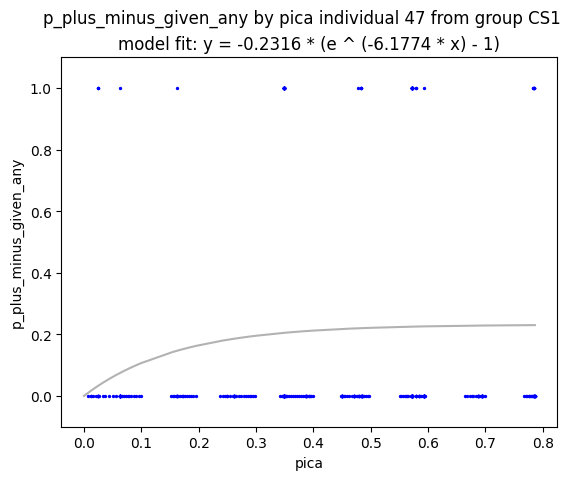 p_plus_minus_given_any by pica individual 47 from group CS1
model fit: y = -0.2316 * (e ^ (-6.1774 * x) - 1)
p_plus_minus_given_any
1.0
0.8
0.6
0.4
0.2
0.0
0.0 0.1 0.2 0.3 0.4 0.5 0.6 0.7 0.8
pica